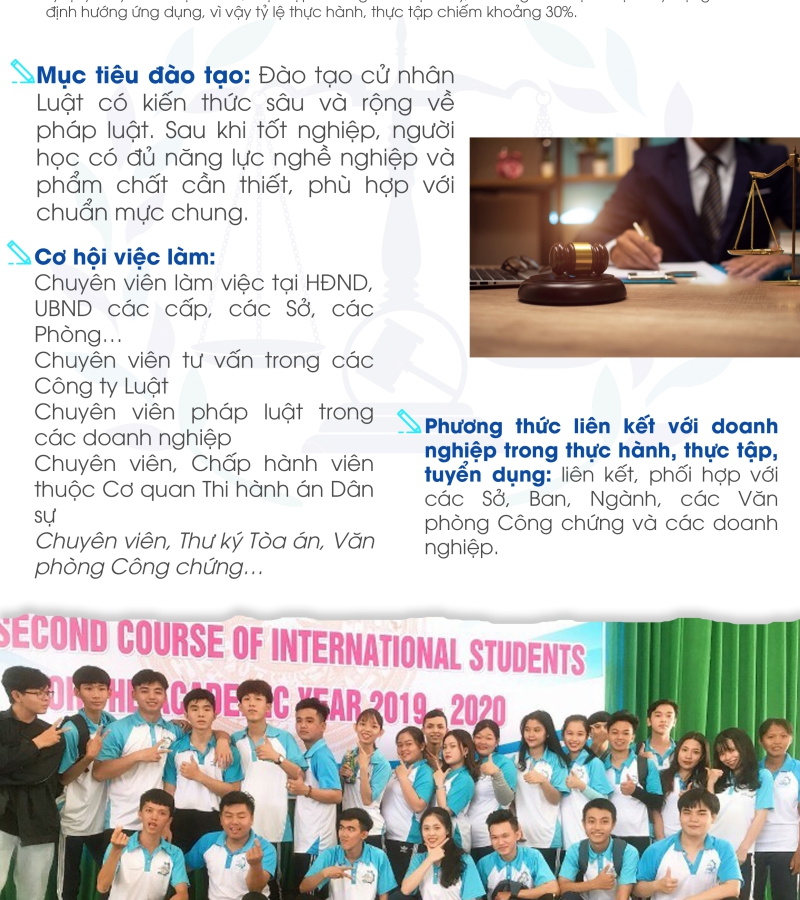 định hướng ứng dụng, vì vậy tỷ lệ thực hành, thực tập chiếm khoảng 30%.
Mục tiêu đào tạo: Đào tạo cử nhân
Luật có kiến thức sâu và rộng về
pháp luật. Sau khi tốt nghiệp, người
học có đủ năng lực nghề nghiệp và
phẩm chất cần thiết, phù hợp với
chuẩn mực chung.
Cơ hội việc làm:
Chuyên viên làm việc tại HĐND,
UBND các cấp, các Sở, các
Phòng...
Chuyên viên tư vấn trong các
Công ty Luật
Chuyên viên pháp luật trong
các doanh nghiệp
Chuyên viên, Chấp hành viên
thuộc Cơ quan Thi hành án Dân
sự
Chuyên viên, Thư ký Tòa án, Văn
phòng Công chứng...
Phương thức liên kết với doanh
nghiệp trong thực hành, thực tập,
tuyển dụng: liên kết, phối hợp với
các Sở, Ban, Ngành, các Văn
phòng Công chứng và các doanh
nghiệp.
SECOND COURSE OF INTERNATIONAL STUDENTS
THE ACADEMIC YEAR 2019 - 2020